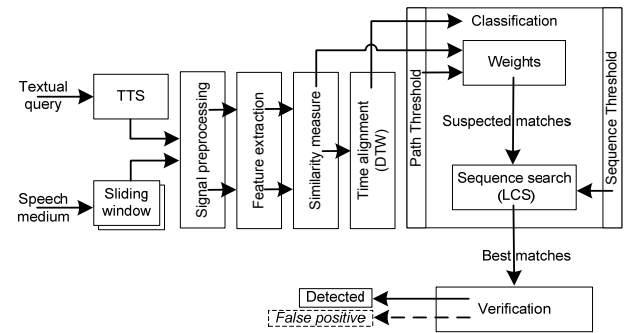 Textual
query
TTS
Speech
medium
Sliding
window
Signal preprocessing
Feature extraction
Similarity measure
Time alignment
(DTW)
Path Threshold
Classification
Weights
Suspected matches
Sequence search
(LCS)
Sequence Threshold
Best matches
Verification
Detected
False positive